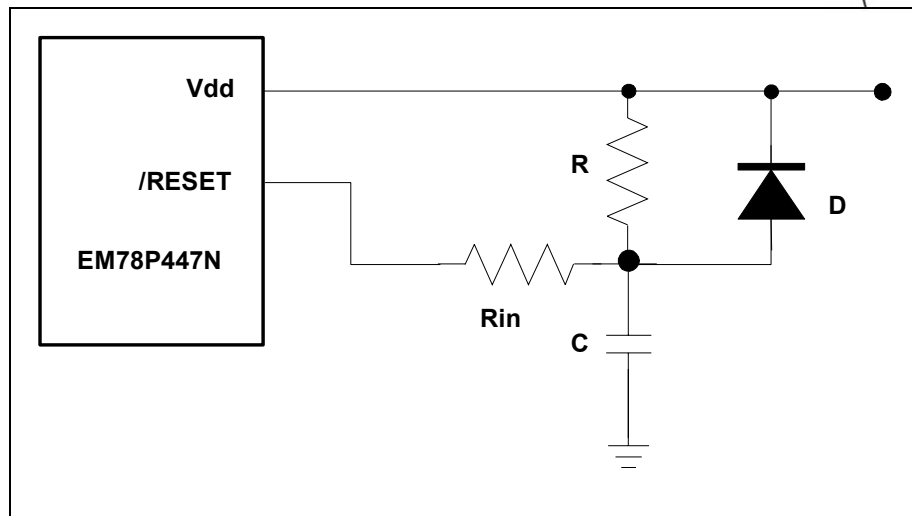 Vdd
R
/RESET
D
EM78P447N
Rin
C